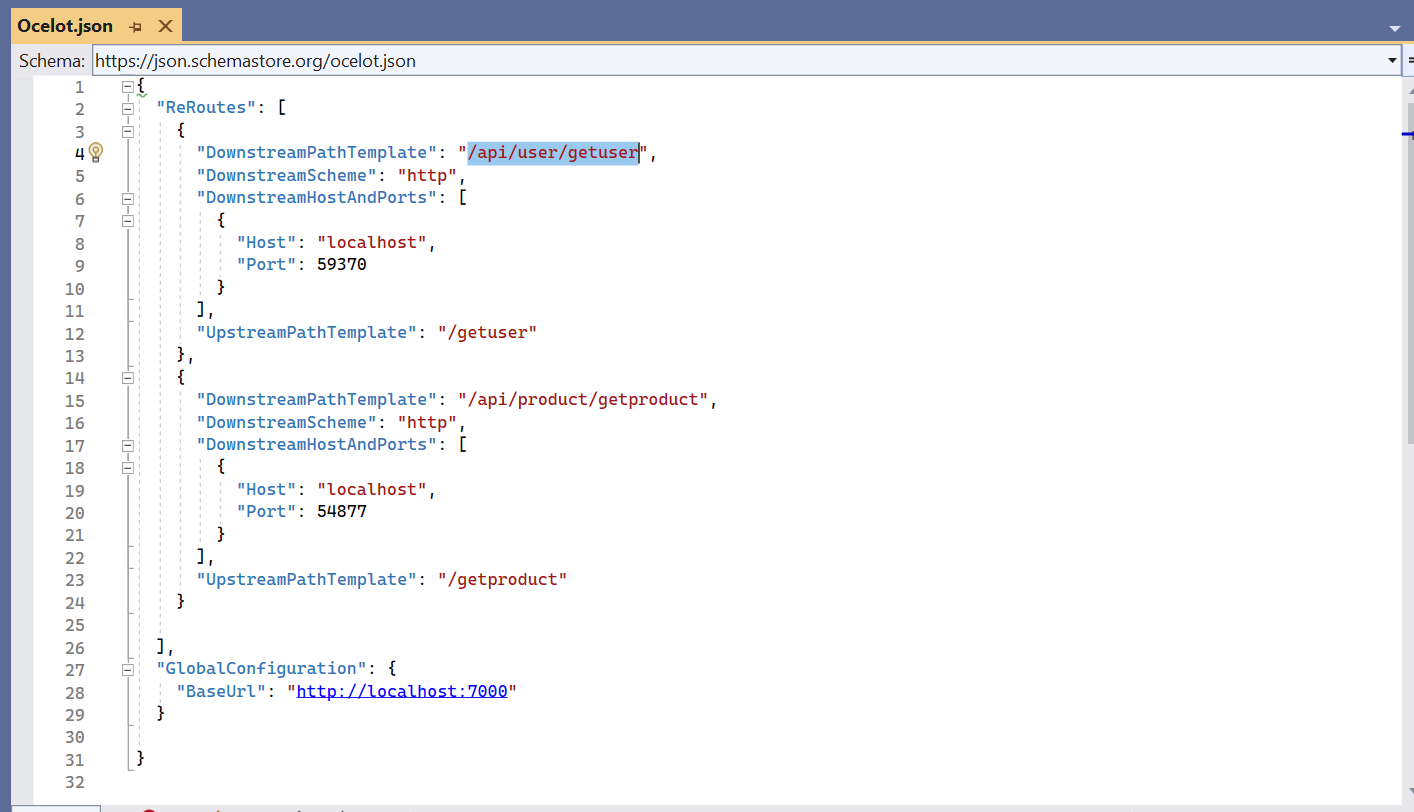 Ocelot.json
Schema: https://json.schemastore.org/ocelot.json
1 {
2 "ReRoutes": [
3 {
4 "DownstreamPathTemplate": "/api/user/getuser",
5 "DownstreamScheme": "http",
6 "DownstreamHostAndPorts": [
7 {
8 "Host": "localhost",
9 "Port": 59370
10 }
11 ],
12 "UpstreamPathTemplate": "/getuser"
13 },
14 {
15 "DownstreamPathTemplate": "/api/product/getproduct",
16 "DownstreamScheme": "http",
17 "DownstreamHostAndPorts": [
18 {
19 "Host": "localhost",
20 "Port": 54877
21 }
22 ],
23 "UpstreamPathTemplate": "/getproduct"
24 }
25
26 ],
27 "GlobalConfiguration": {
28 "BaseUrl": "http://localhost:7000"
29 }
30
31 }
32